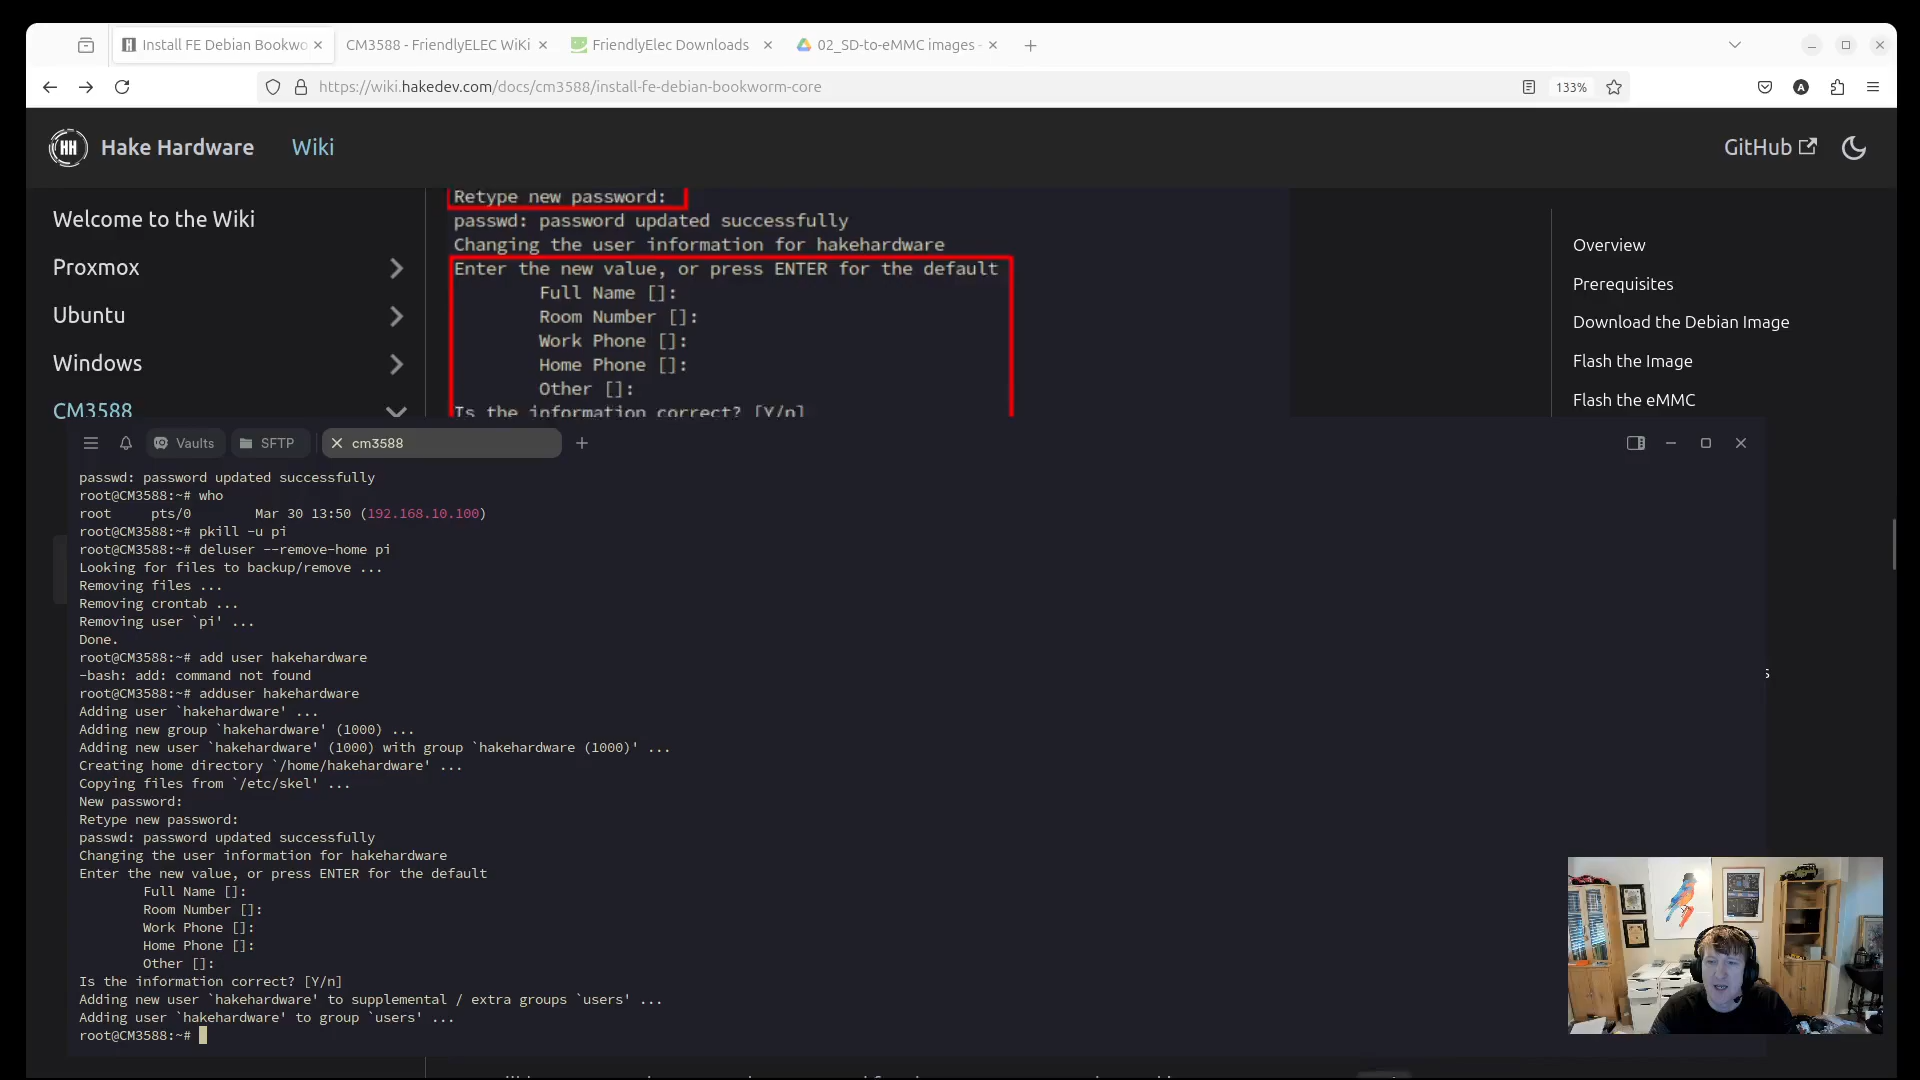 Install FE Debian Bookwo
CM3588 - FriendlyELEC WiKi
FriendlyElec Downloads
02_SD-to-eMMC images -
https://wiki.hakedev.com/docs/cm3588/install-fe-debian-bookworm-core
133%
A
HH
Hake Hardware
Wiki
GitHub
Welcome to the Wiki
Proxmox
Ubuntu
Windows
CM3588
Retype new password:
passwd: password updated successfully
Changing the user information for hakehardware
Enter the new value, or press ENTER for the default
Full Name []:
Room Number []:
Work Phone []:
Home Phone []:
Other []:
Is the information correct? [Y/n]
Overview
Prerequisites
Download the Debian Image
Flash the Image
Flash the eMMC
Vaults
SFTP
cm3588
passwd: password updated successfully
root@CM3588:~# who
root     pts/0        Mar 30 13:50 (192.168.10.100)
root@CM3588:~# pkill -u pi
root@CM3588:~# deluser --remove-home pi
Looking for files to backup/remove ...
Removing files ...
Removing crontab ...
Removing user `pi' ...
Done.
root@CM3588:~# add user hakehardware
-bash: add: command not found
root@CM3588:~# adduser hakehardware
Adding user `hakehardware' ...
Adding new group `hakehardware' (1000) ...
Adding new user `hakehardware' (1000) with group `hakehardware (1000)' ...
Creating home directory `/home/hakehardware' ...
Copying files from `/etc/skel' ...
New password:
Retype new password:
passwd: password updated successfully
Changing the user information for hakehardware
Enter the new value, or press ENTER for the default
Full Name []:
Room Number []:
Work Phone []:
Home Phone []:
Other []:
Is the information correct? [Y/n]
Adding new user `hakehardware' to supplemental / extra groups `users' ...
Adding user `hakehardware' to group `users' ...
root@CM3588:~#